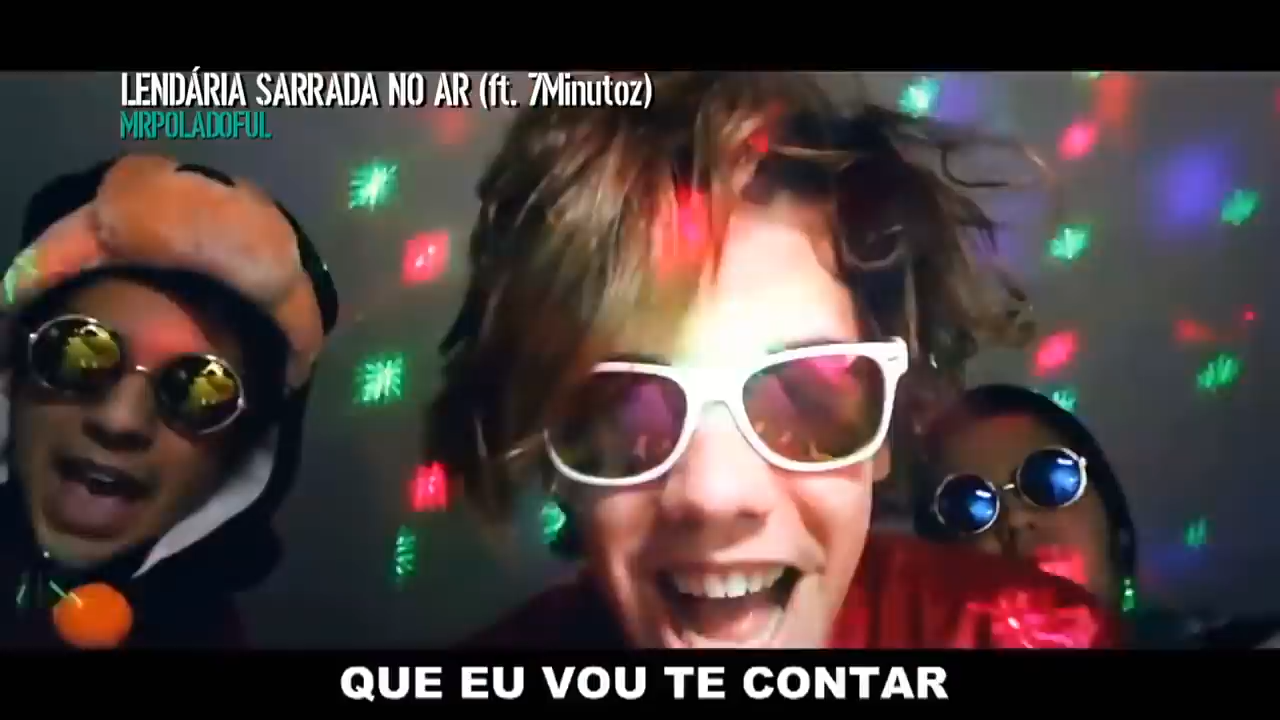 LENDÁRIA SARRADA NO AR (ft. 7Minutoz)
MRPOLADOFUL
QUE EU VOU TE CONTAR